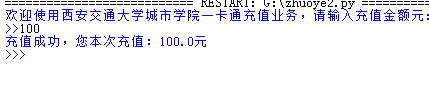 ========================= RESTART: G:\zhuoye2.py ==========
欢迎使用西安交通大学城市学院一卡通充值业务，请输入充值金额元：
>>100
充值成功，您本次充值：100.0元
>>>